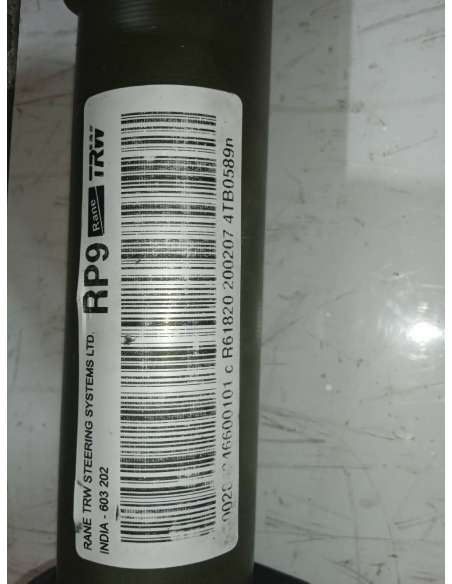 RP9 Rane TRW
RANE TRW STEERING SYSTEMS LTD
INDIA - 603 202
c R61820 200207 4TB0589n